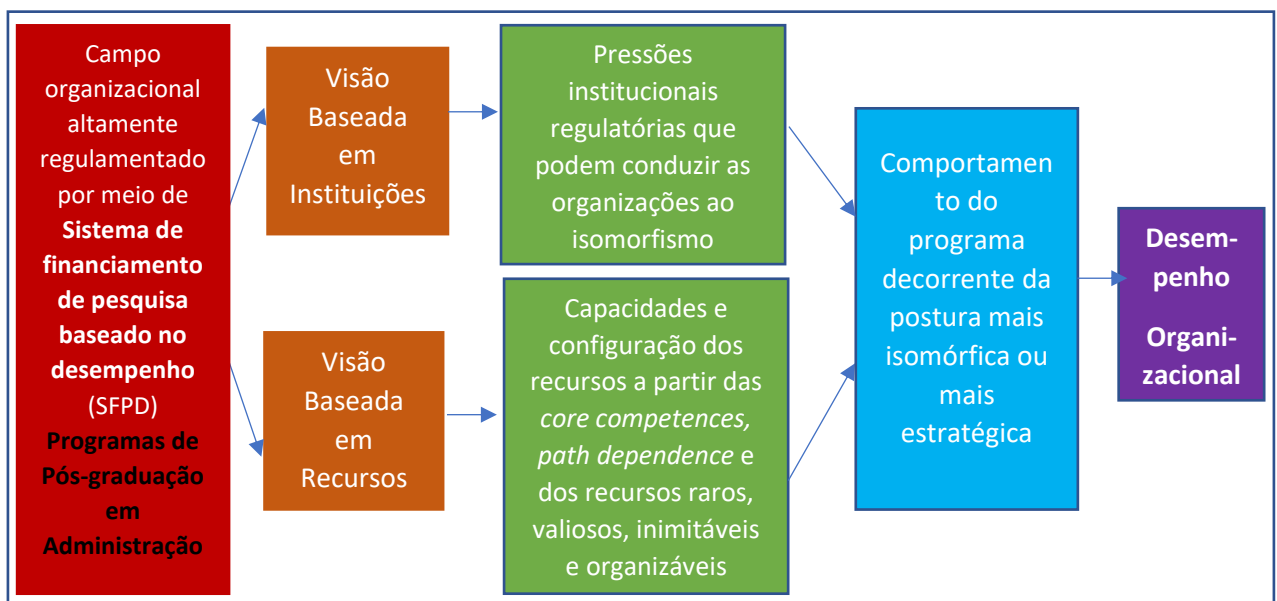 Campo
organizacional
altamente
regulamentado
por meio de
Sistema de
financiamento
de pesquisa
baseado no
desempenho
(SFPD)
Programas de
Pós-graduação
em
Administração
Visão
Baseada
em
Instituições
Visão
Baseada
em
Recursos
Pressões
institucionais
regulatórias que
podem conduzir as
organizações ao
isomorfismo
Capacidades e
configuração dos
recursos a partir das
core competences,
path dependence e
dos recursos raros,
valiosos, inimitáveis
e organizáveis
Comportamen
to do
programa
decorrente da
postura mais
isomórfica ou
mais
estratégica
Desem-
penho
Organi-
zacional